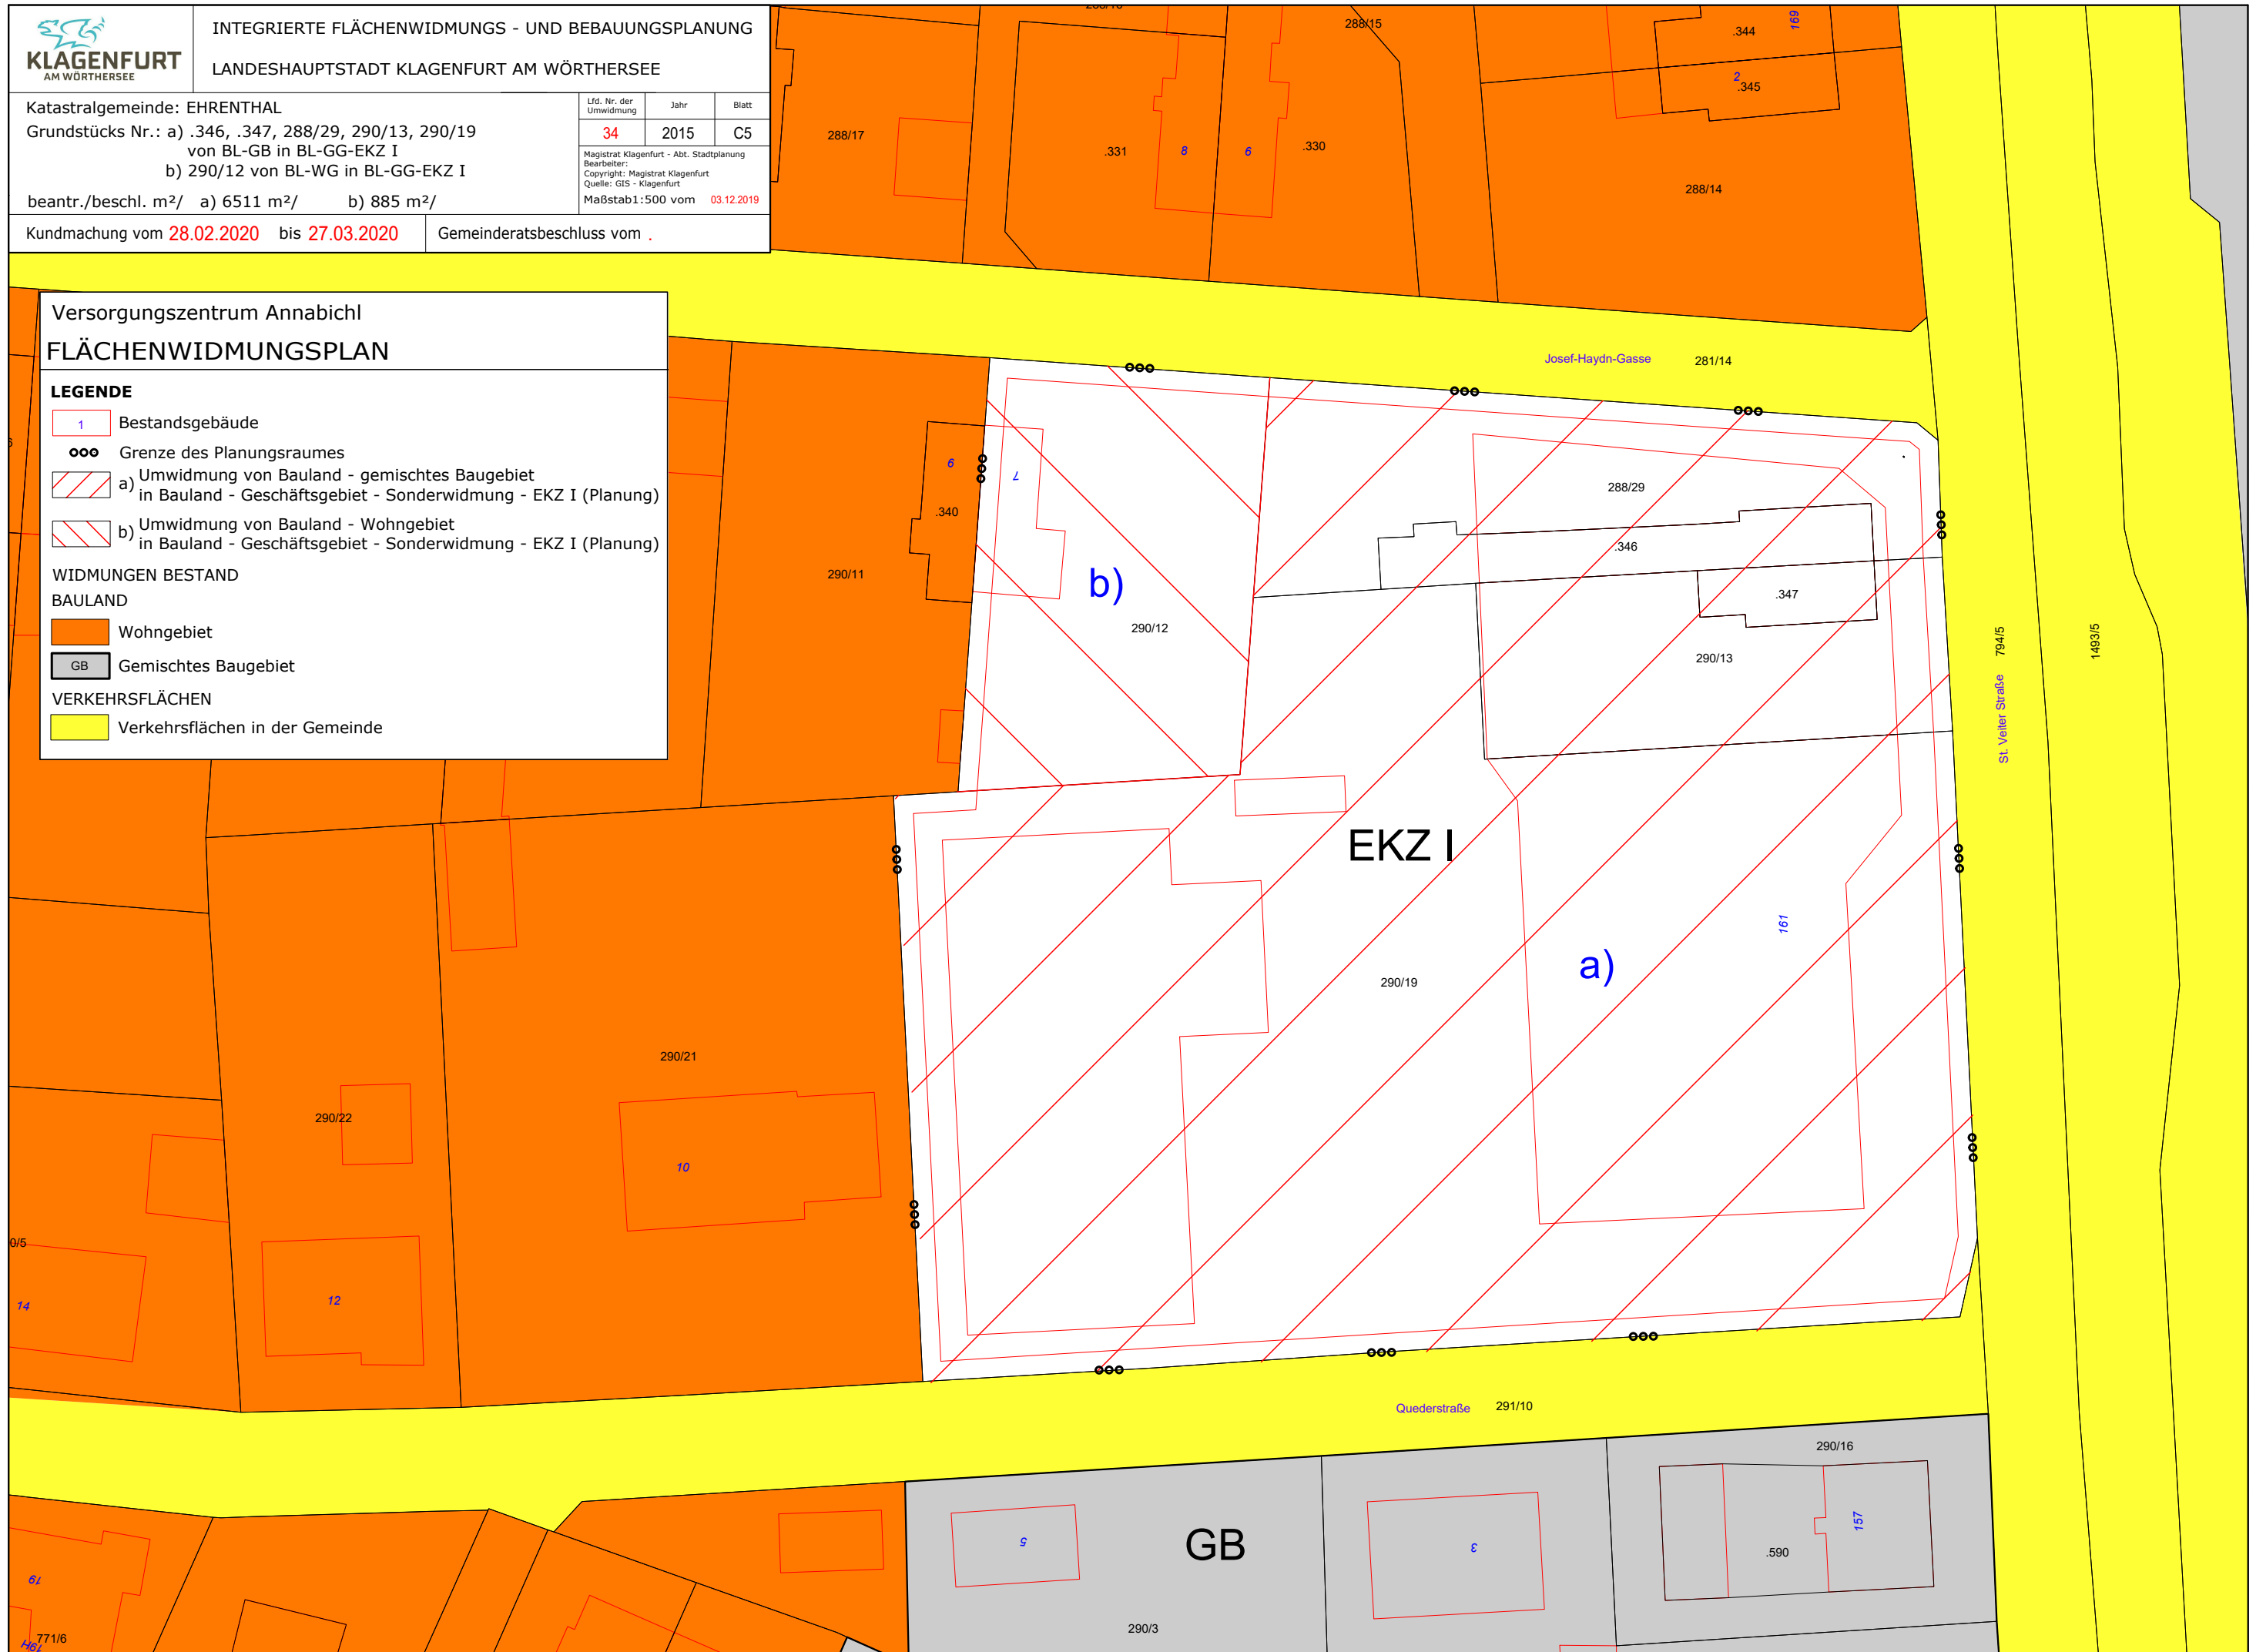 KLAGENFURT
AM WÖRTHERSEE
INTEGRIERTE FLÄCHENWIDMUNGS - UND BEBAUUNGSPLANUNG
LANDESHAUPTSTADT KLAGENFURT AM WÖRTHERSEE
Katastralgemeinde: EHRENTHAL
Grundstücks Nr.: a) .346, .347, 288/29, 290/13, 290/19
von BL-GB in BL-GG-EKZ I
b) 290/12 von BL-WG in BL-GG-EKZ I
beantr./beschl. m²/ a) 6511 m²/ b) 885 m²/
Lfd. Nr. der Umwidmung
Jahr
Blatt
34
2015
C5
Magistrat Klagenfurt - Abt. Stadtplanung
Bearbeiter:
Copyright: Magistrat Klagenfurt
Quelle: GIS - Klagenfurt
Maßstab1:500 vom 03.12.2019
Kundmachung vom 28.02.2020 bis 27.03.2020
Gemeinderatsbeschluss vom .
Versorgungszentrum Annabichl
FLÄCHENWIDMUNGSPLAN
LEGENDE
1 Bestandsgebäude
Grenze des Planungsraumes
a) Umwidmung von Bauland - gemischtes Baugebiet
in Bauland - Geschäftsgebiet - Sonderwidmung - EKZ I (Planung)
b) Umwidmung von Bauland - Wohngebiet
in Bauland - Geschäftsgebiet - Sonderwidmung - EKZ I (Planung)
WIDMUNGEN BESTAND
BAULAND
Wohngebiet
GB Gemischtes Baugebiet
VERKEHRSFLÄCHEN
Verkehrsflächen in der Gemeinde
288/15
.344
169
2
.345
288/17
.331
8
6
.330
288/14
Josef-Haydn-Gasse 281/14
9
7
.340
290/11
b)
290/12
288/29
.346
.347
290/13
St. Veiter Straße 794/5
1493/5
EKZ I
161
a)
290/19
290/21
290/22
10
0/5
14
12
Quederstraße 291/10
290/16
5
GB
3
157
.590
19
19H
771/6
290/3